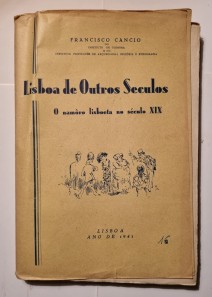 FRANCISCO CANCIO
Lisboa de Outros Seculos
O namôro lisboeta no século XIX
LISBOA
ANO DE 1941